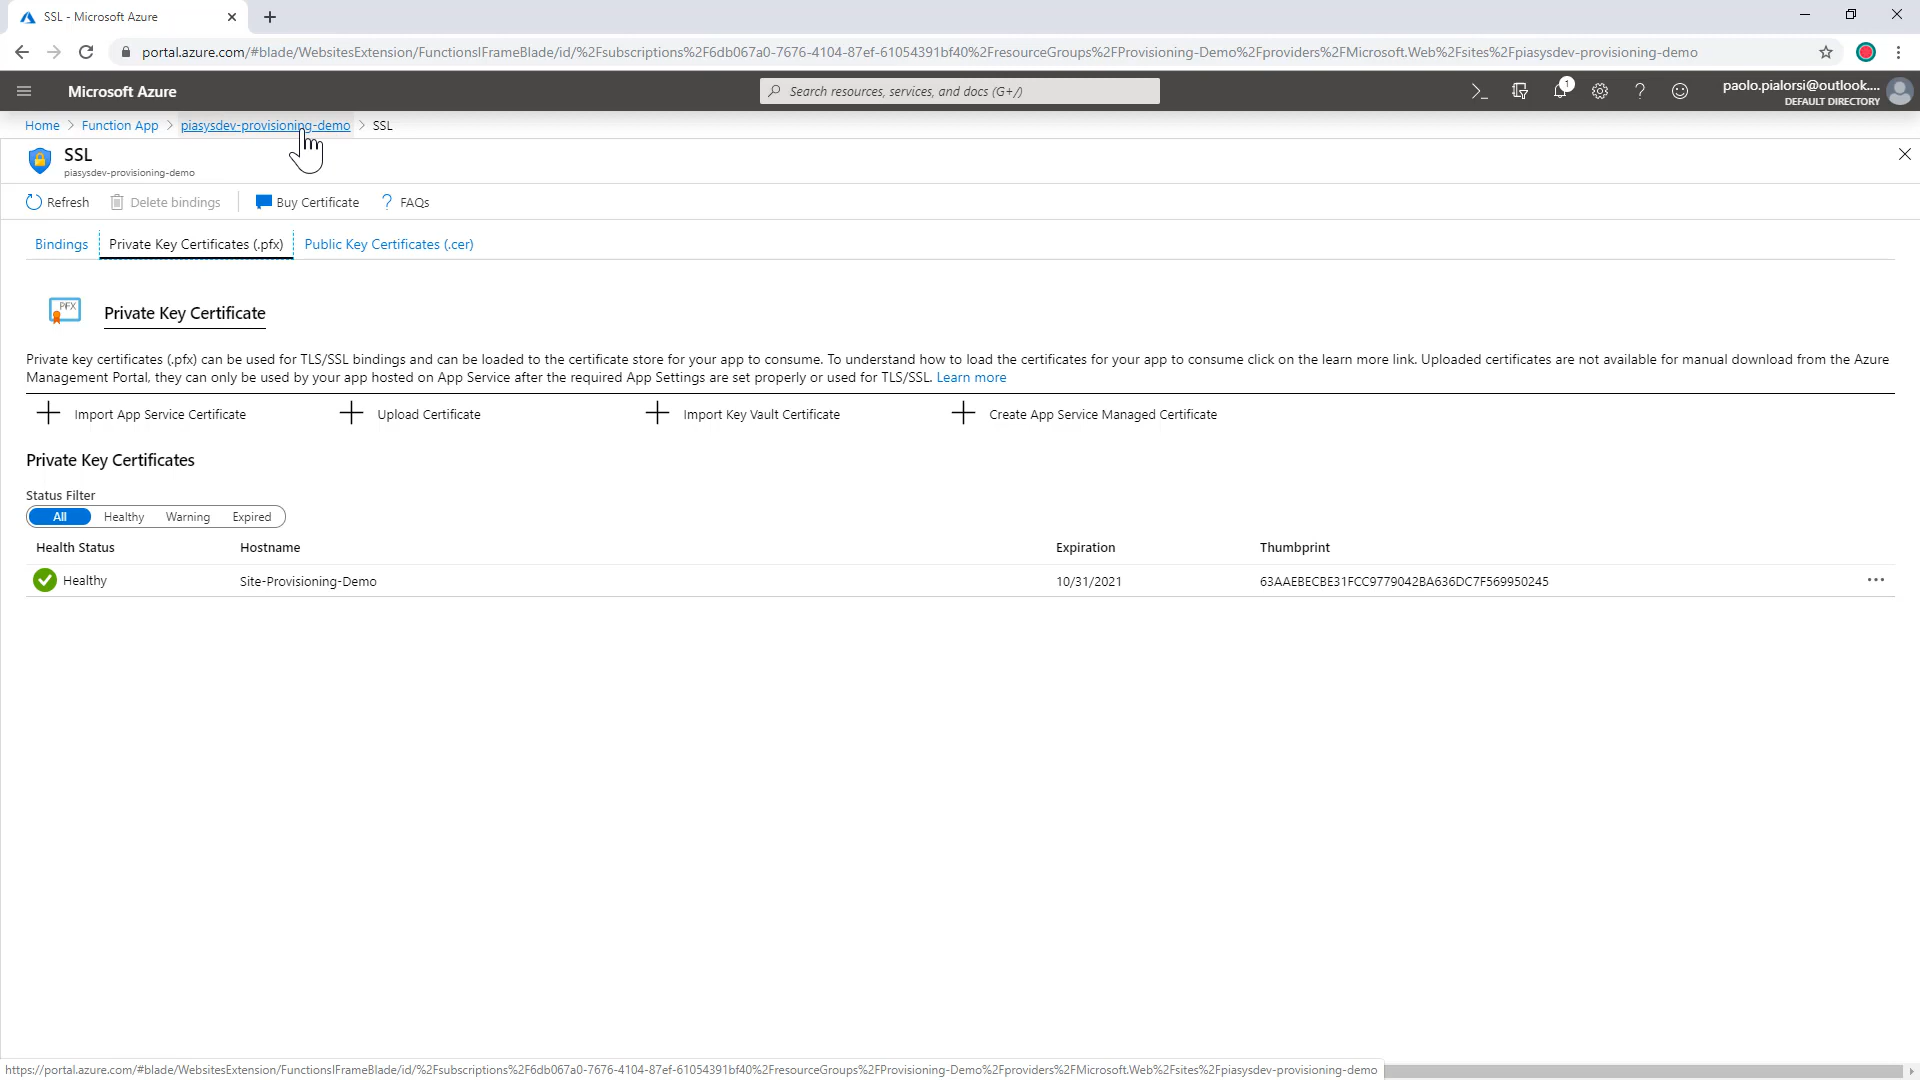 SSL - Microsoft Azure
portal.azure.com/#blade/WebsitesExtension/FunctionsIFrameBlade/id/%2Fsubscriptions%2F6db067a0-7676-4104-87ef-61054391bf40%2FresourceGroups%2FProvisioning-Demo%2Fproviders%2FMicrosoft.Web%2Fsites%2Fpiasysdev-provisioning-demo
Microsoft Azure
Search resources, services, and docs (G+/)
1
paolo.pialorsi@outlook....
DEFAULT DIRECTORY
Home > Function App > piasysdev-provisioning-demo > SSL
SSL
piasysdev-provisioning-demo
Refresh Delete bindings Buy Certificate ? FAQs
Bindings Private Key Certificates (.pfx) Public Key Certificates (.cer)
PFX
Private Key Certificate
Private key certificates (.pfx) can be used for TLS/SSL bindings and can be loaded to the certificate store for your app to consume. To understand how to load the certificates for your app to consume click on the learn more link. Uploaded certificates are not available for manual download from the Azure
Management Portal, they can only be used by your app hosted on App Service after the required App Settings are set properly or used for TLS/SSL. Learn more
Import App Service Certificate Upload Certificate Import Key Vault Certificate Create App Service Managed Certificate
Private Key Certificates
Status Filter
All Healthy Warning Expired
Health Status Hostname Expiration Thumbprint
Healthy Site-Provisioning-Demo 10/31/2021 63AAEBECBE31FCC9779042BA636DC7F569950245 ...
https://portal.azure.com/#blade/WebsitesExtension/FunctionsIFrameBlade/id/%2Fsubscriptions%2F6db067a0-7676-4104-87ef-61054391bf40%2FresourceGroups%2FProvisioning-Demo%2Fproviders%2FMicrosoft.Web%2Fsites%2Fpiasysdev-provisioning-demo